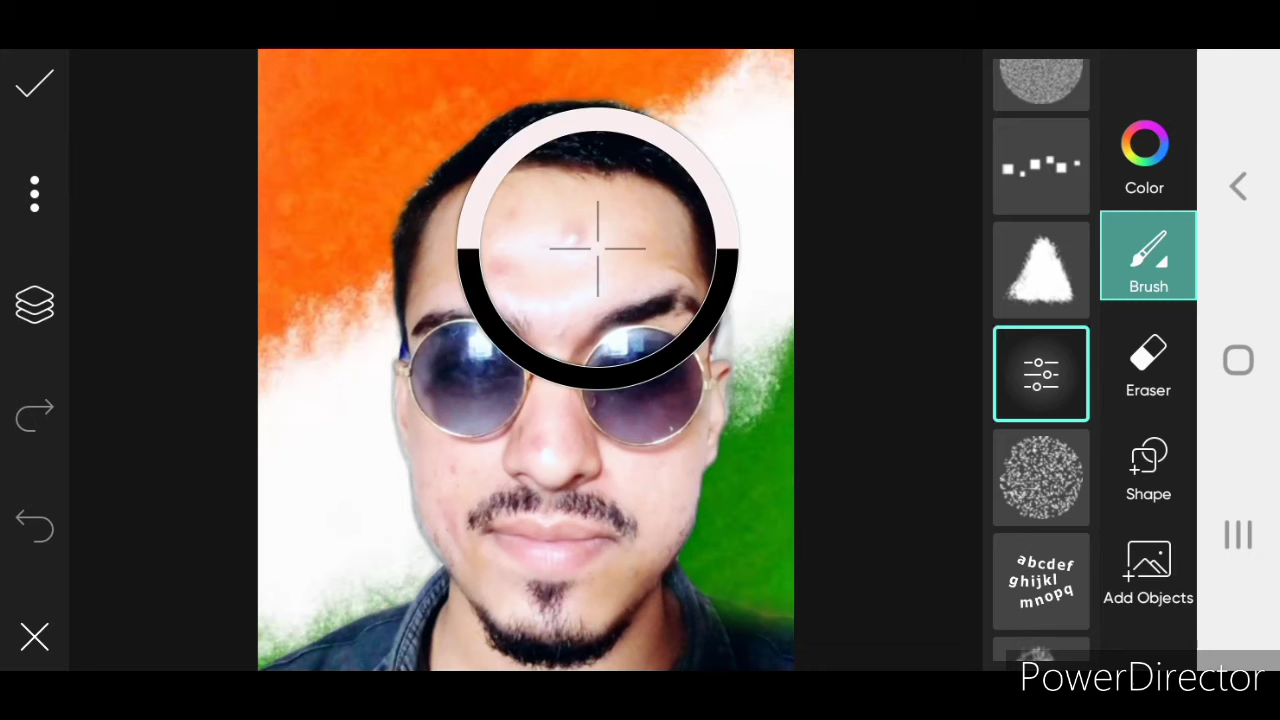 Color
Brush
Eraser
Shape
abcdef
ghijkl
mnopq
Add Objects
PowerDirector